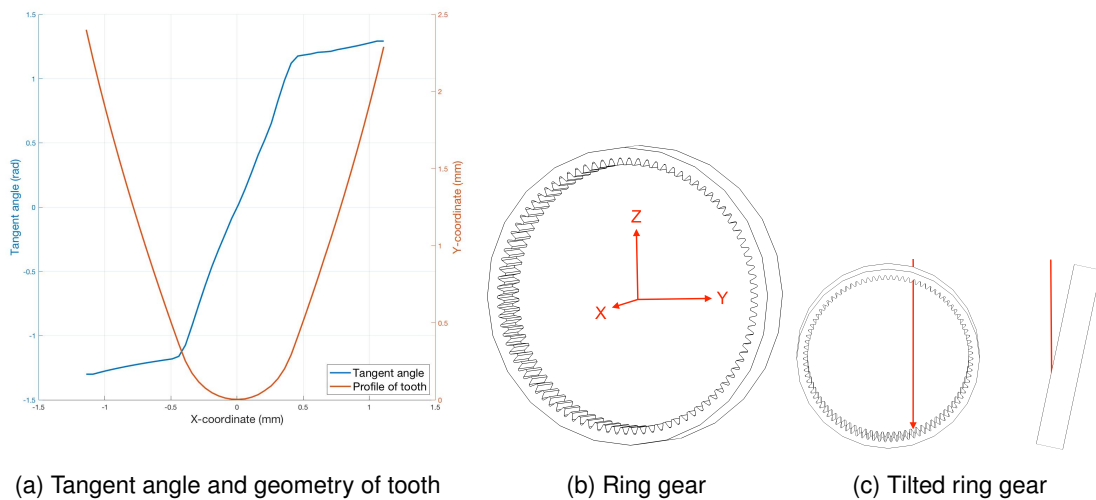 1.5
1
0.5
0
-0.5
-1
-1.5
Tangent angle (rad)
2.5
2
1.5
1
0.5
0
Y-coordinate (mm)
-1.5 -1 -0.5 0 0.5 1 1.5
X-coordinate (mm)
Tangent angle
Profile of tooth
Z
X
Y
(a) Tangent angle and geometry of tooth
(b) Ring gear
(c) Tilted ring gear